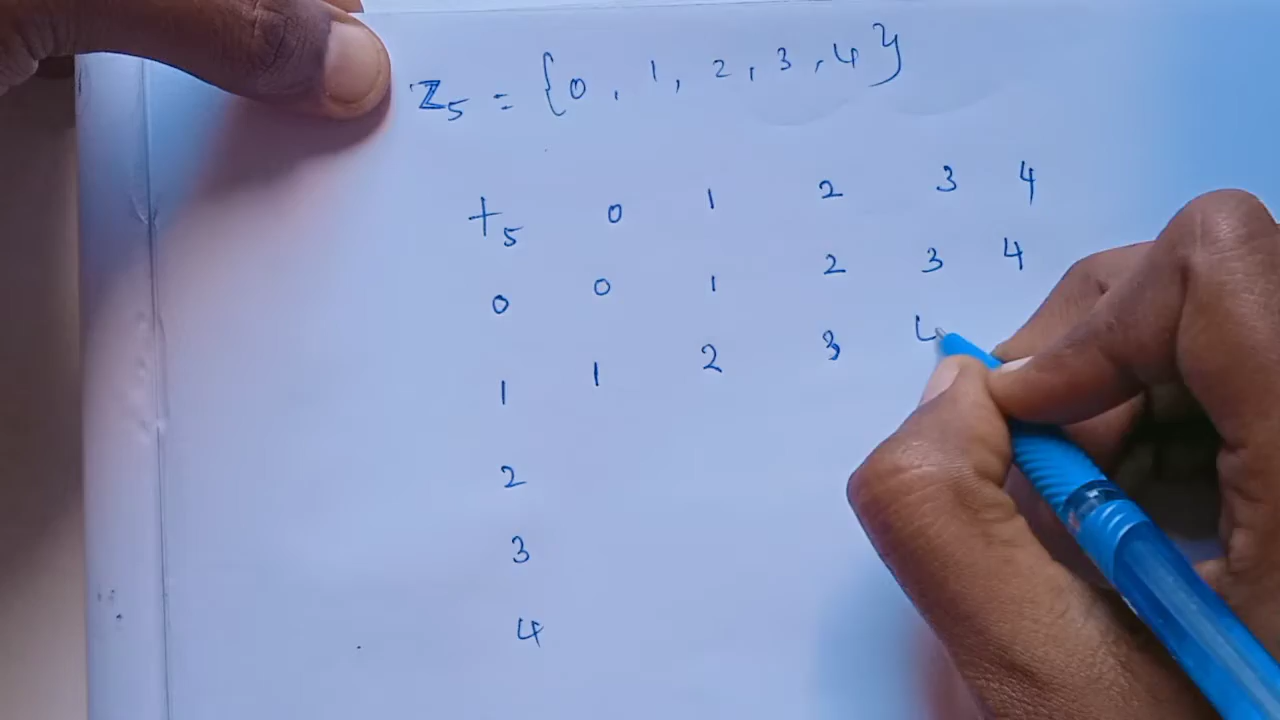 ℤ₅ = {0, 1, 2, 3, 4}
+₅ 0 1 2 3 4
0 0 1 2 3 4
1 1 2 3
2
3
4